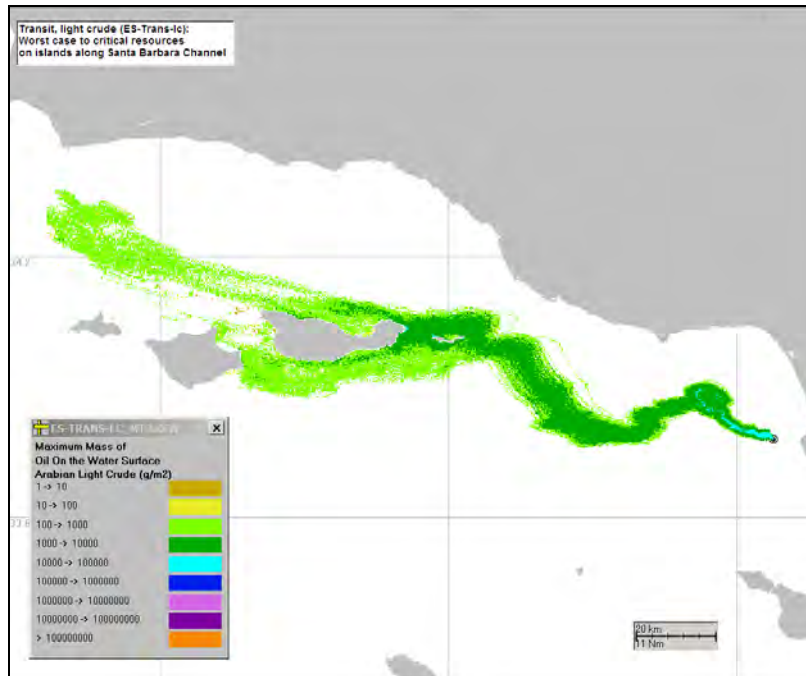 Transit, light crude (ES-Trans-lc):
Worst case to critical resources
on islands along Santa Barbara Channel
Maximum Mass of
Oil On the Water Surface
Arabian Light Crude (g/m2)
1 -> 10
10 -> 100
100 -> 1000
1000 -> 10000
10000 -> 100000
100000 -> 1000000
1000000 -> 10000000
10000000 -> 100000000
> 100000000
20 km
11 Nm